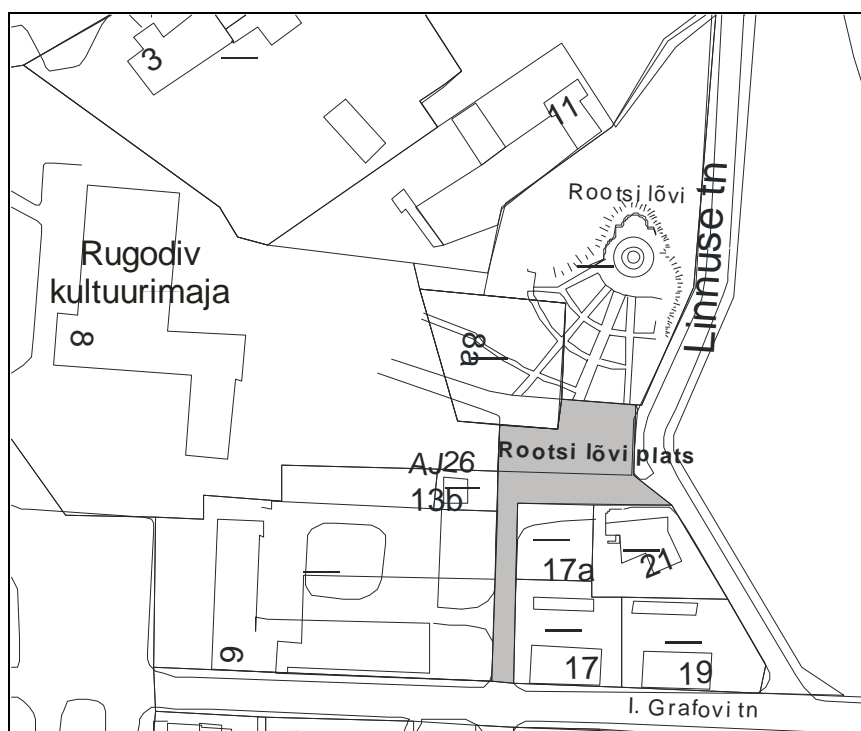 3
11
Rootsi lõvi
Linnuse tn
Rugodiv
kultuurimaja
8
8a
Rootsi lõvi plats
AJ26
13b
17a
21
9
17
19
I. Grafovi tn